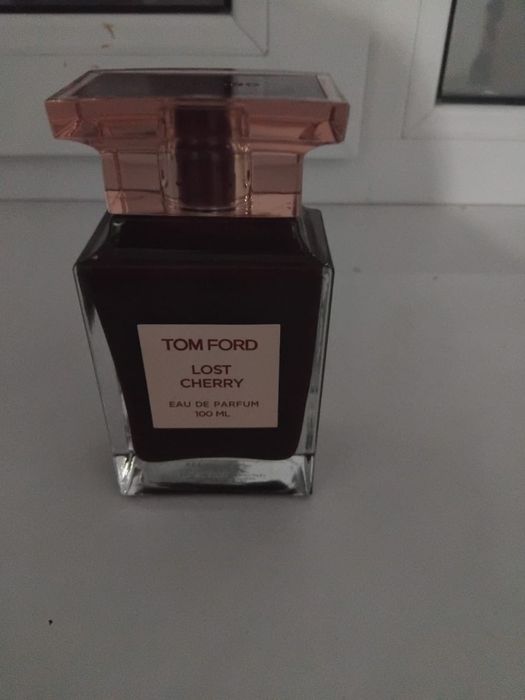 TOM FORD
LOST
CHERRY
EAU DE PARFUM
100 ML